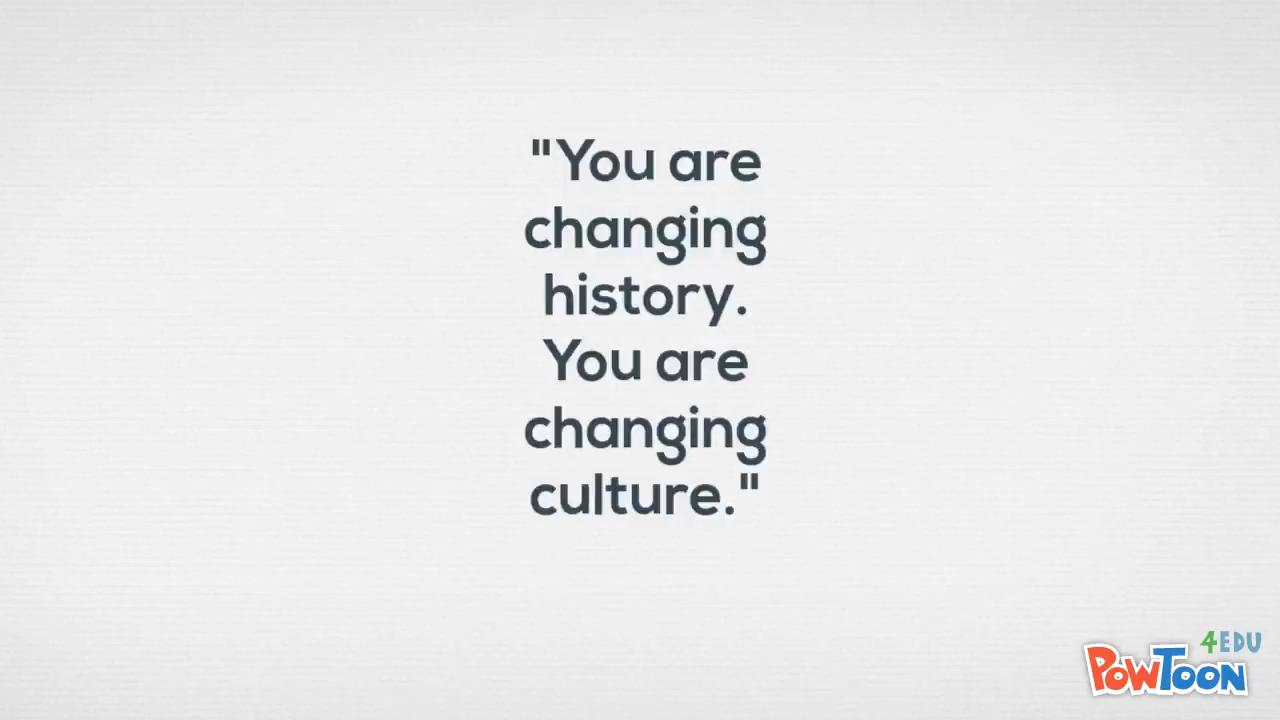 "You are
changing
history.
You are
changing
culture."
4EDU
POWTOON